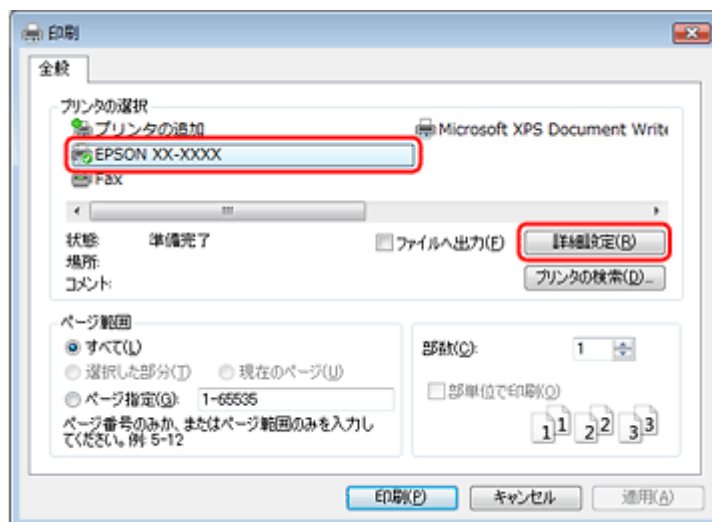 印刷
全般
プリンタの選択
プリンタの追加
Microsoft XPS Document Write
EPSON XX-XXXX
Fax
状態: 準備完了
ファイルへ出力(E)
詳細設定(R)
場所:
コメント:
プリンタの検索(D)...
ページ範囲
すべて(L)
選択した部分(T)
現在のページ(U)
ページ指定(G): 1-65535
ページ番号のみか、またはページ範囲のみを入力し
てください。例: 5-12
部数(C): 1
部単位で印刷(O)
1 1 2 2 3 3
印刷(P)
キャンセル
適用(A)